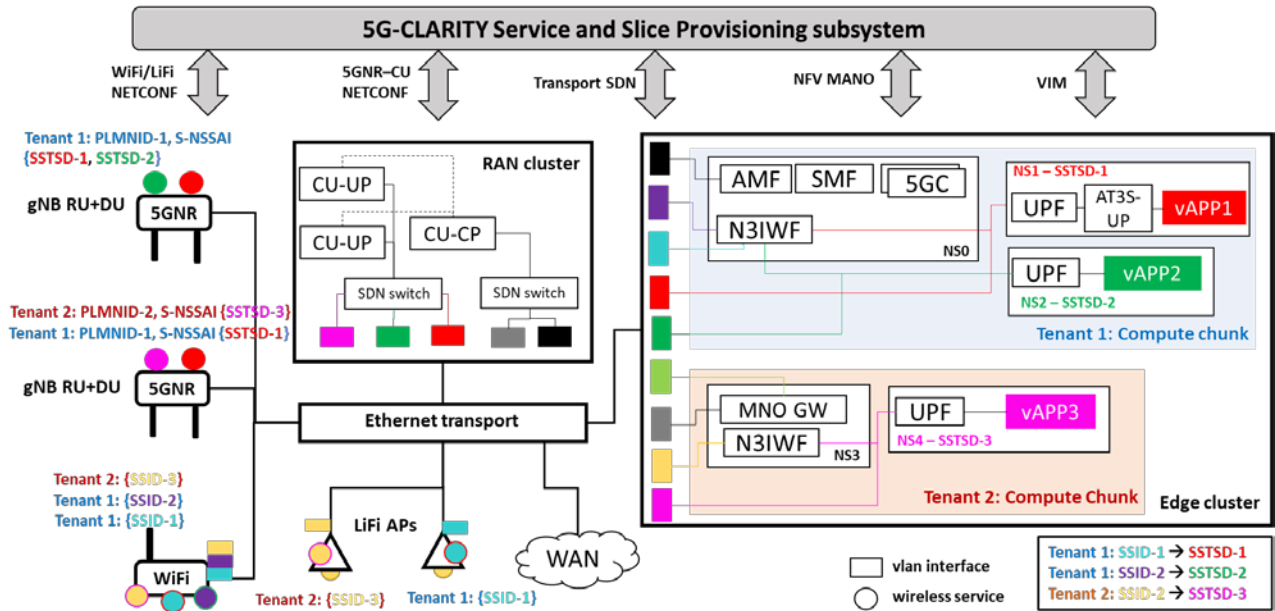 5G-CLARITY Service and Slice Provisioning subsystem
WiFi/LiFi
NETCONF
5GNR–CU
NETCONF
Transport SDN
NFV MANO
VIM
Tenant 1: PLMNID-1, S-NSSAI
{SSTSD-1, SSTSD-2}
gNB RU+DU
5GNR
Tenant 2: PLMNID-2, S-NSSAI {SSTSD-3}
Tenant 1: PLMNID-1, S-NSSAI {SSTSD-1}
gNB RU+DU
5GNR
Tenant 2: {SSID-3}
Tenant 1: {SSID-2}
Tenant 1: {SSID-1}
WiFi
RAN cluster
CU-UP
CU-UP
CU-CP
SDN switch
SDN switch
Ethernet transport
LiFi APs
Tenant 2: {SSID-3}
Tenant 1: {SSID-1}
WAN
AMF
SMF
5GC
N3IWF
NS0
NS1 – SSTSD-1
UPF
AT3S-
UP
vAPP1
UPF
vAPP2
NS2 – SSTSD-2
Tenant 1: Compute chunk
MNO GW
N3IWF
NS3
UPF
vAPP3
NS4 – SSTSD-3
Tenant 2: Compute Chunk
Edge cluster
vlan interface
wireless service
Tenant 1: SSID-1 → SSTSD-1
Tenant 1: SSID-2 → SSTSD-2
Tenant 2: SSID-2 → SSTSD-3